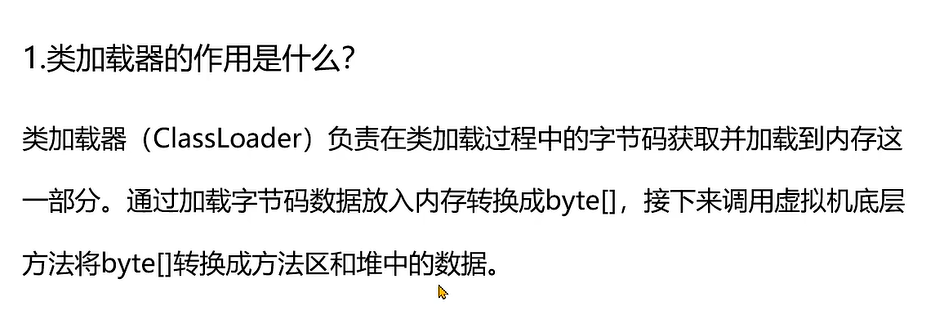 1.类加载器的作用是什么?
类加载器（ClassLoader）负责在类加载过程中的字节码获取并加载到内存这
一部分。通过加载字节码数据放入内存转换成byte[]，接下来调用虚拟机底层
方法将byte[]转换成方法区和堆中的数据。